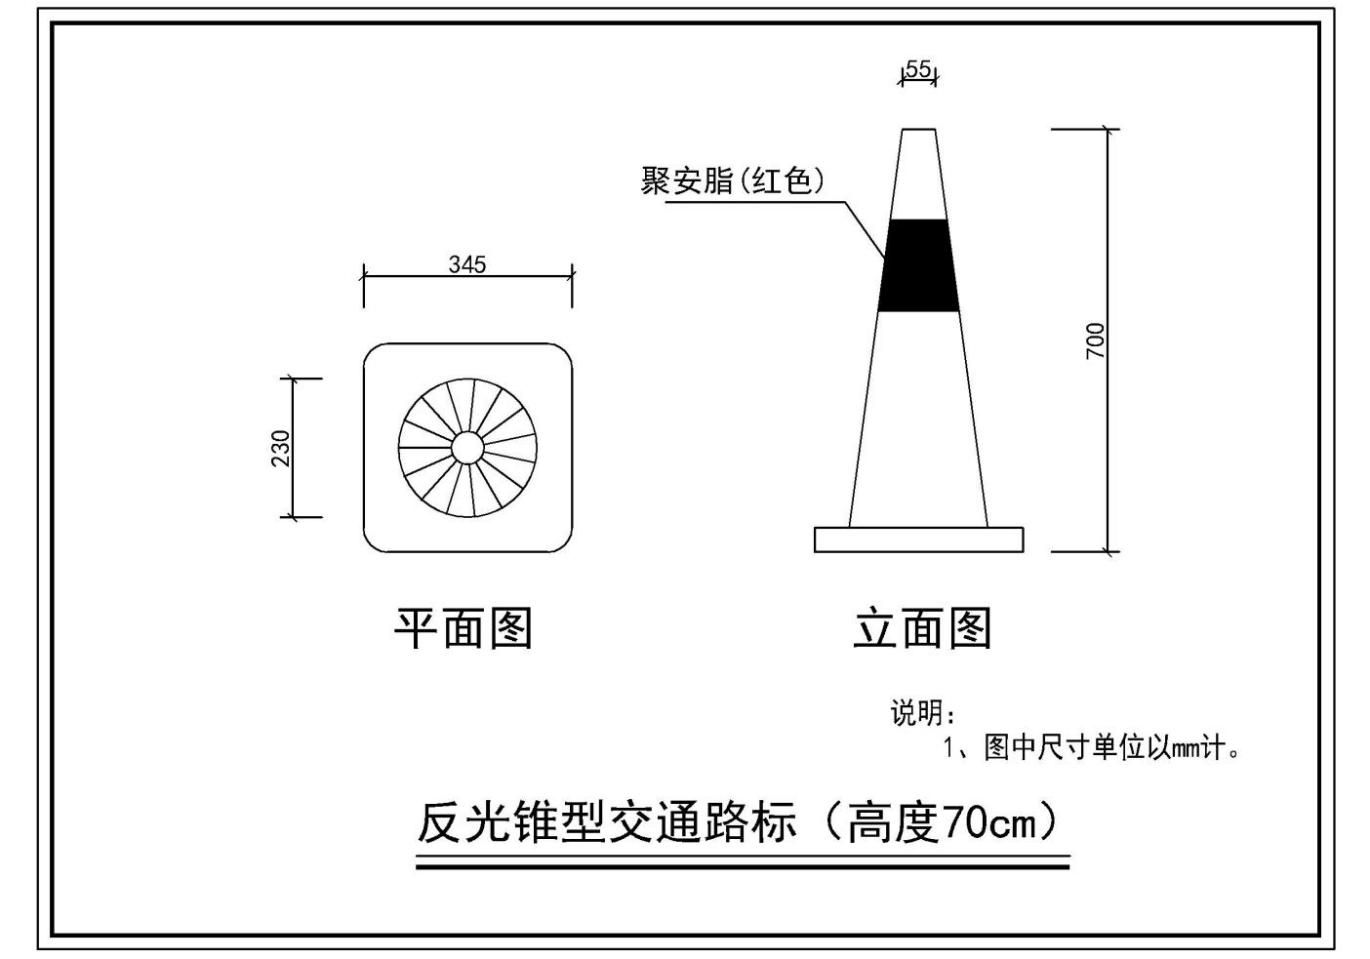 55
聚安脂(红色)
345
700
230
平面图
立面图
说明:
1、图中尺寸单位以mm计。
反光锥型交通路标（高度70cm）